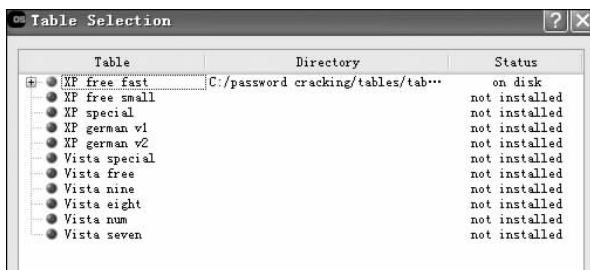 OS Table Selection ? X
Table Directory Status
XP free fast C:/password cracking/tables/tab··· on disk
XP free small not installed
XP special not installed
XP german v1 not installed
XP german v2 not installed
Vista special not installed
Vista free not installed
Vista nine not installed
Vista eight not installed
Vista num not installed
Vista seven not installed